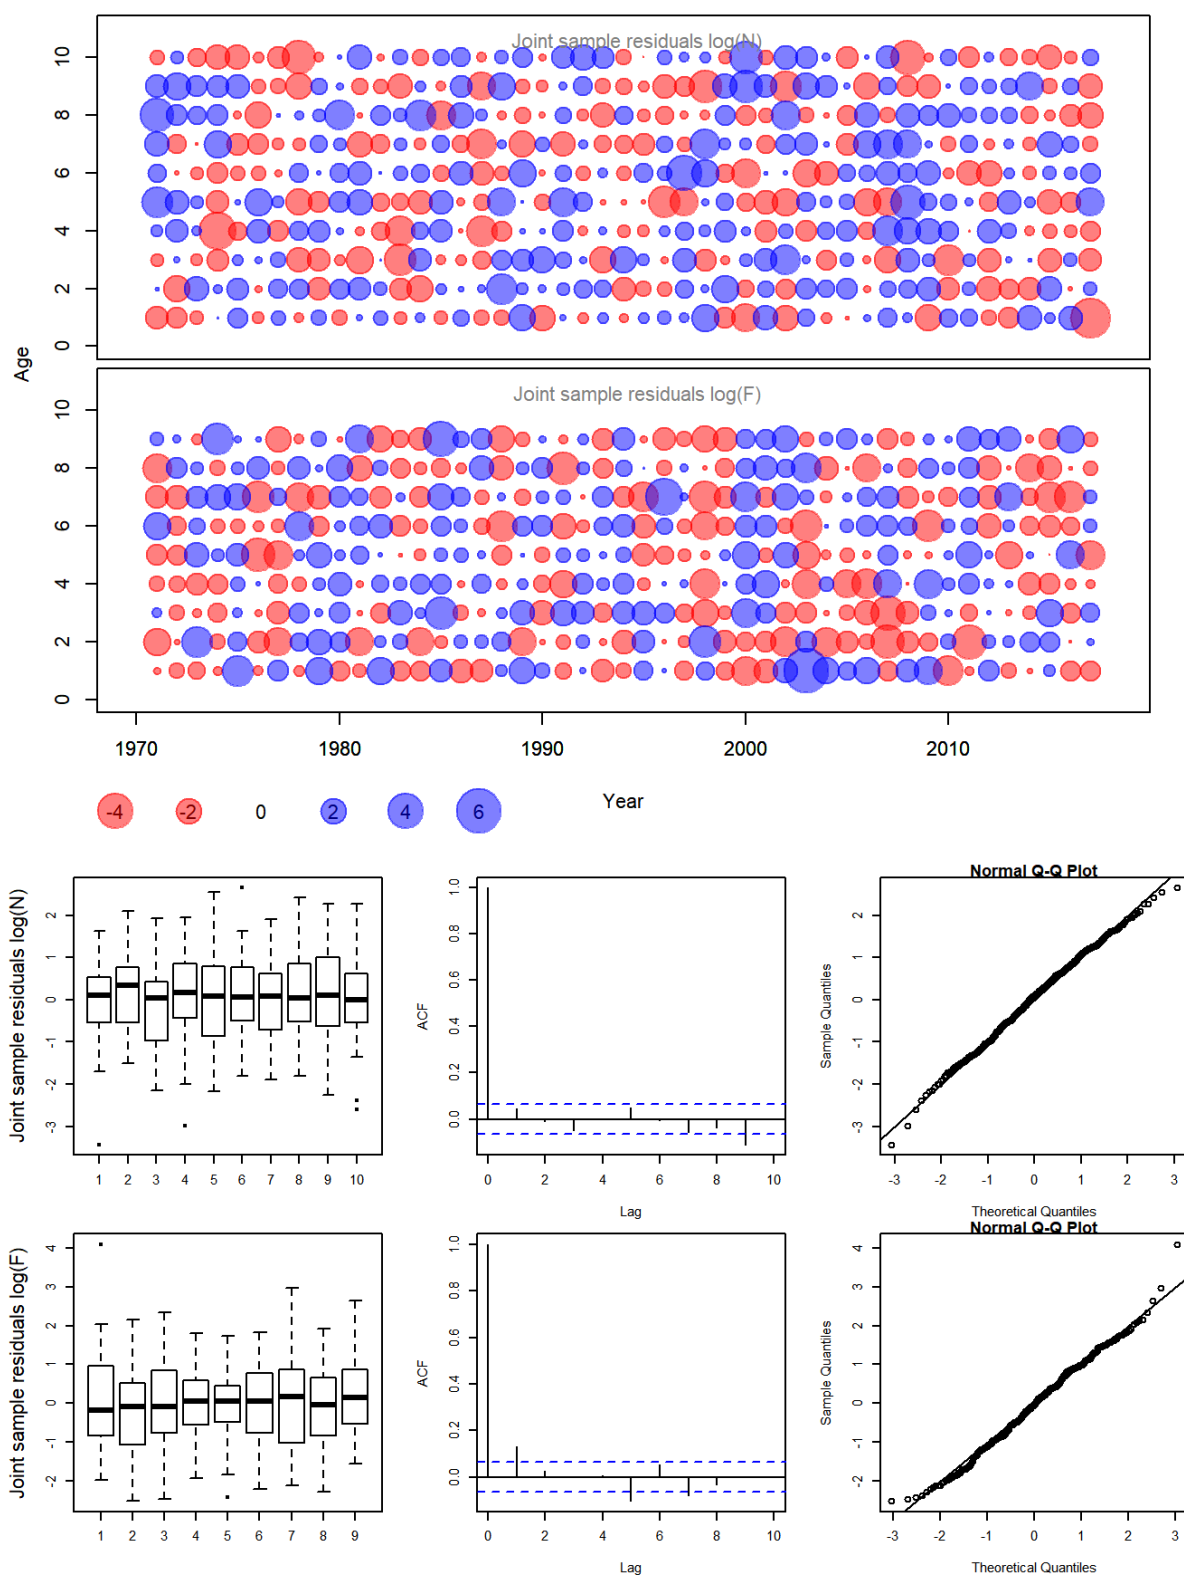 Joint sample residuals log(N)
10
8
6
4
2
0
Age
Joint sample residuals log(F)
10
8
6
4
2
0
1970 1980 1990 2000 2010
Year
-4 -2 0 2 4 6
Joint sample residuals log(N)
2
1
0
-1
-2
-3
1 2 3 4 5 6 7 8 9 10
ACF
1.0
0.8
0.6
0.4
0.2
0.0
0 2 4 6 8 10
Lag
Normal Q-Q Plot
Sample Quantiles
2
1
0
-1
-2
-3
-3 -2 -1 0 1 2 3
Theoretical Quantiles
Joint sample residuals log(F)
4
3
2
1
0
-1
-2
1 2 3 4 5 6 7 8 9
ACF
1.0
0.8
0.6
0.4
0.2
0.0
0 2 4 6 8 10
Lag
Normal Q-Q Plot
Sample Quantiles
4
3
2
1
0
-1
-2
-3 -2 -1 0 1 2 3
Theoretical Quantiles